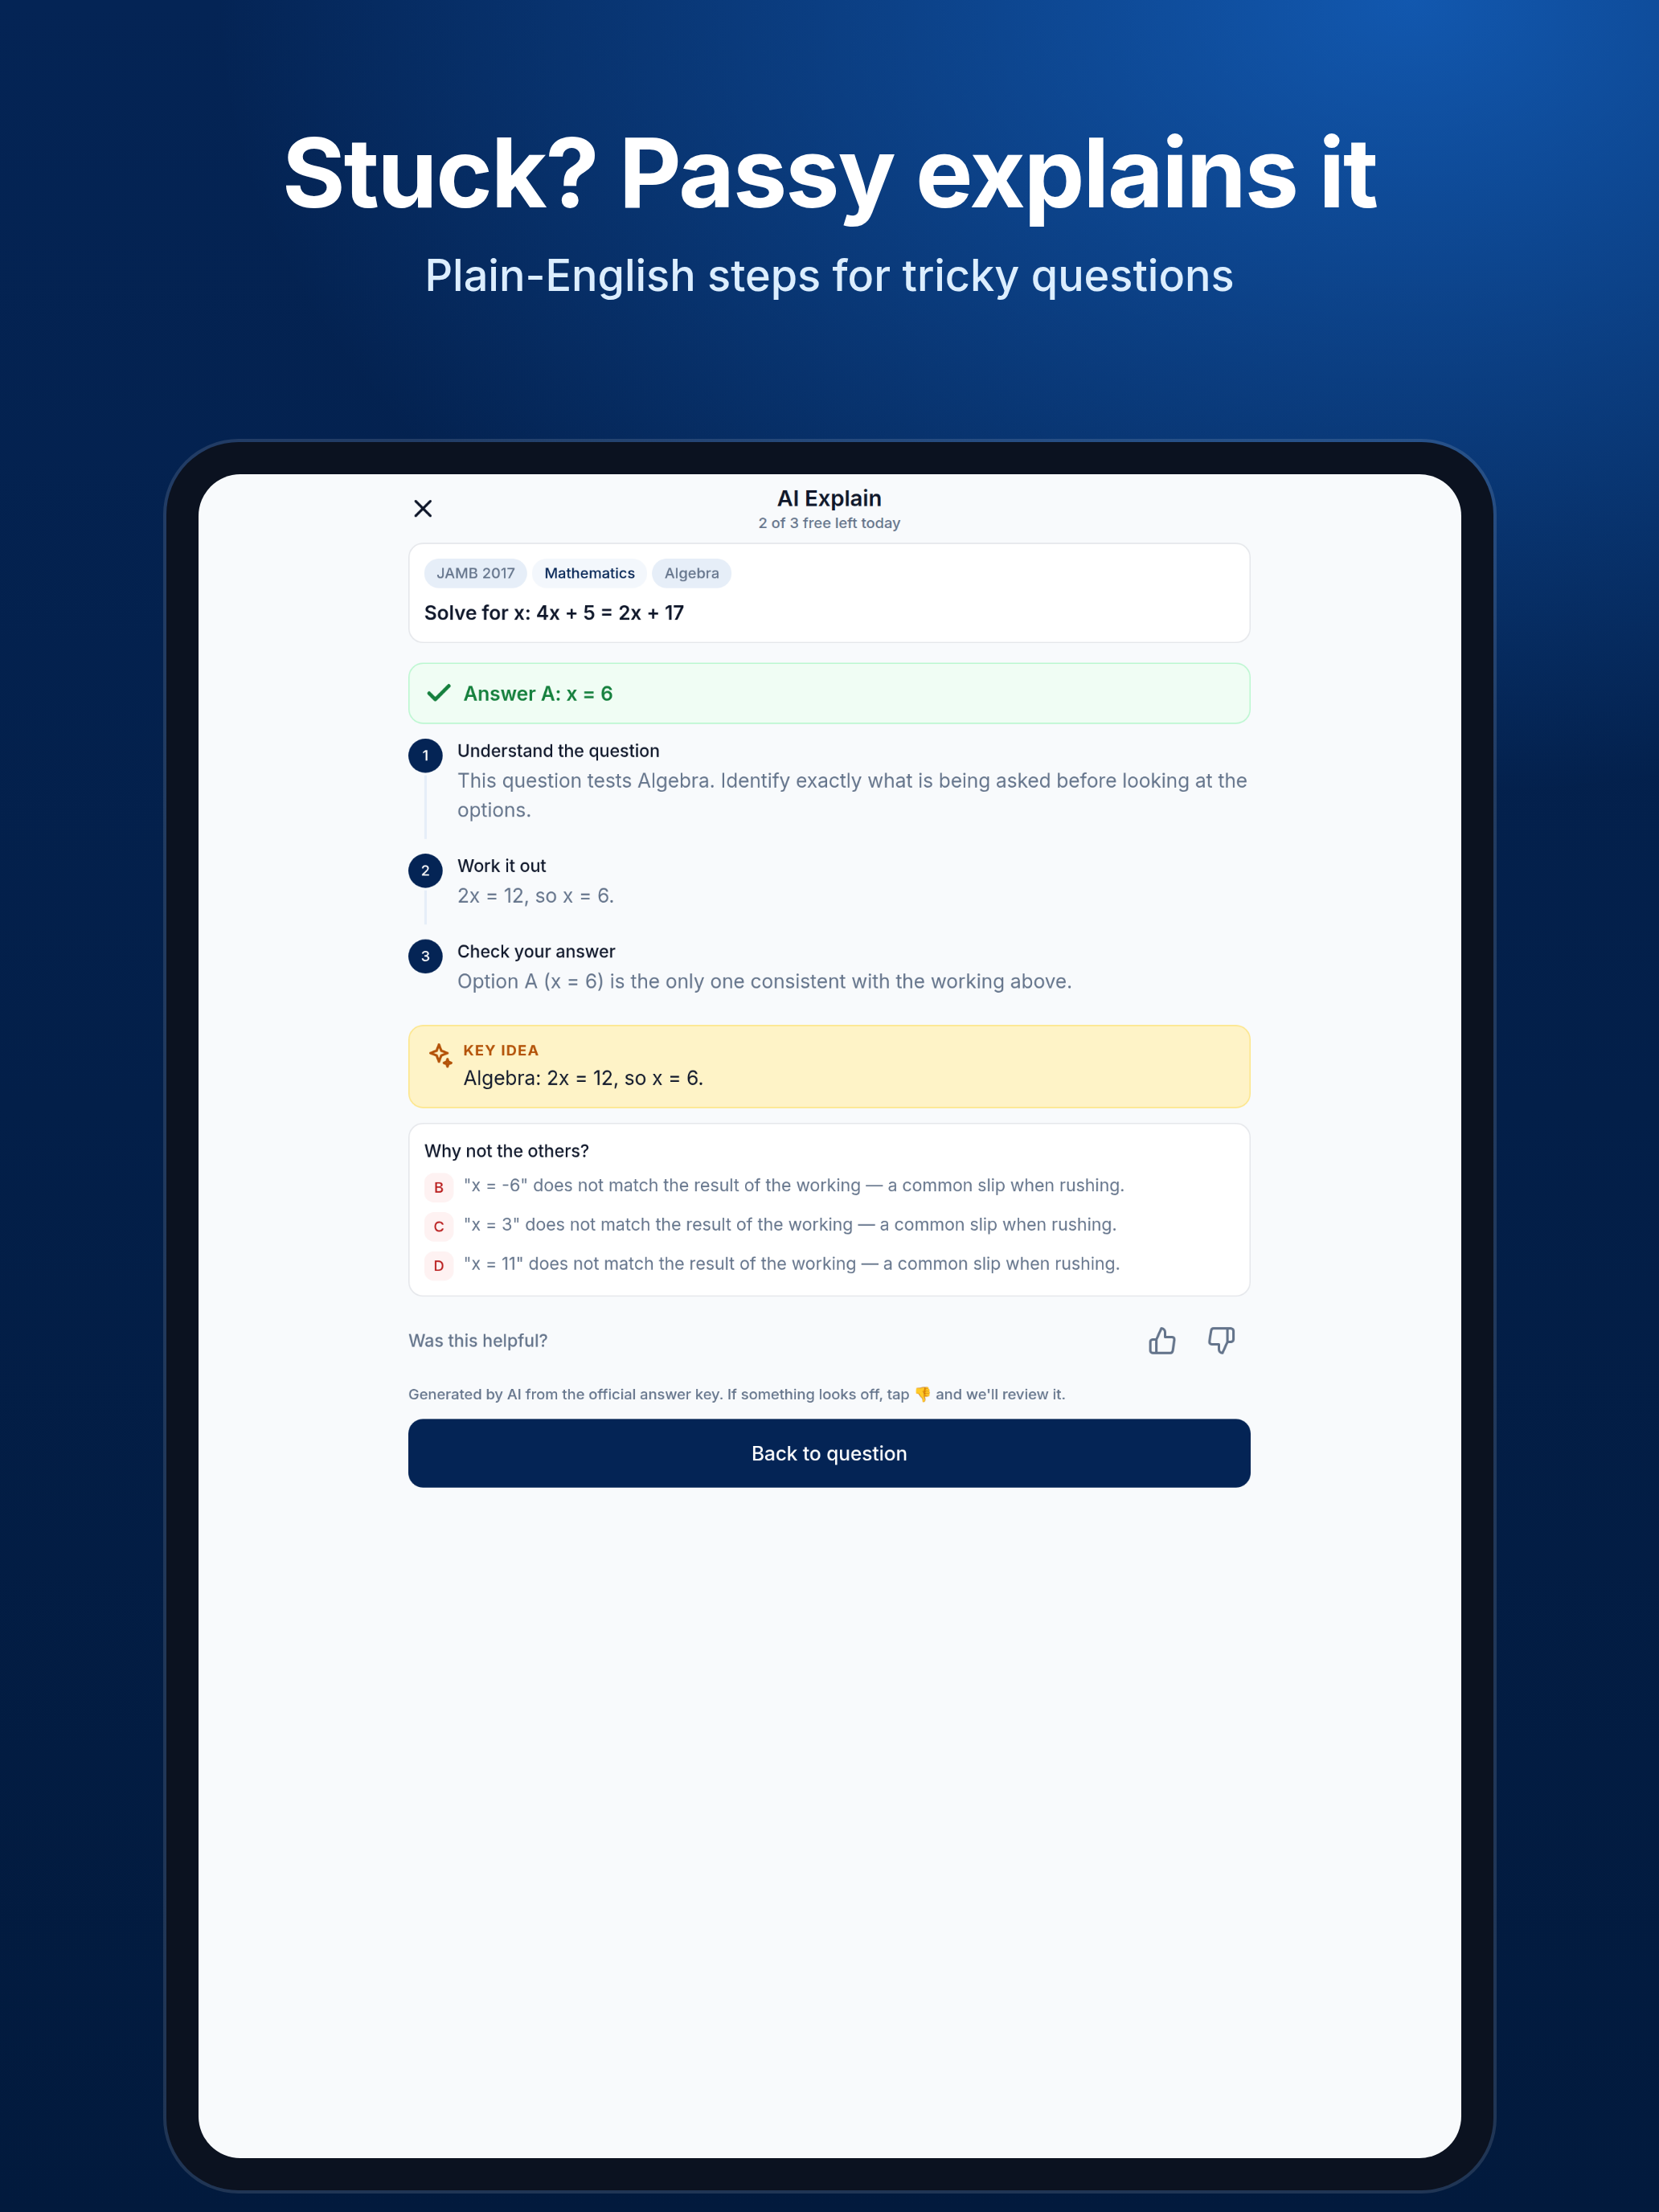 Stuck? Passy explains it
Plain-English steps for tricky questions
AI Explain
2 of 3 free left today
JAMB 2017 Mathematics Algebra
Solve for x: 4x + 5 = 2x + 17
Answer A: x = 6
1 Understand the question
This question tests Algebra. Identify exactly what is being asked before looking at the
options.
2 Work it out
2x = 12, so x = 6.
3 Check your answer
Option A (x = 6) is the only one consistent with the working above.
KEY IDEA
Algebra: 2x = 12, so x = 6.
Why not the others?
B "x = -6" does not match the result of the working — a common slip when rushing.
C "x = 3" does not match the result of the working — a common slip when rushing.
D "x = 11" does not match the result of the working — a common slip when rushing.
Was this helpful?
Generated by AI from the official answer key. If something looks off, tap 👎 and we'll review it.
Back to question